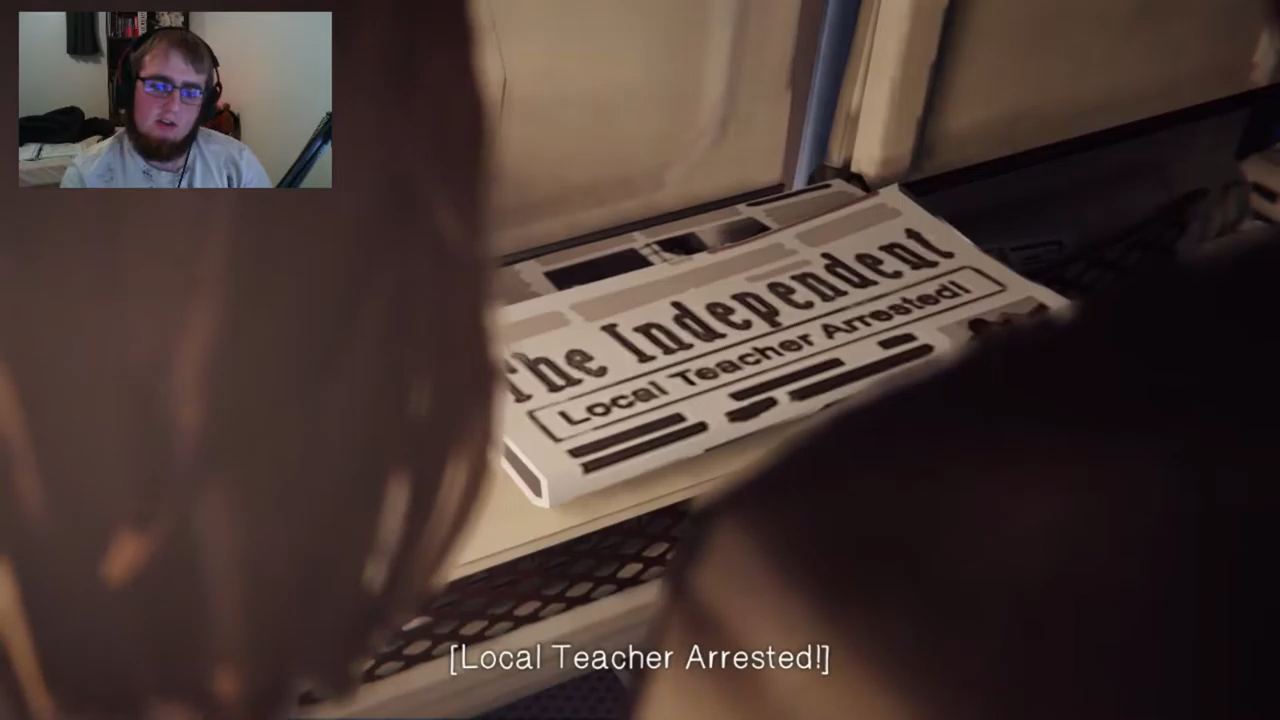 The Independent
Local Teacher Arrested!
[Local Teacher Arrested!]